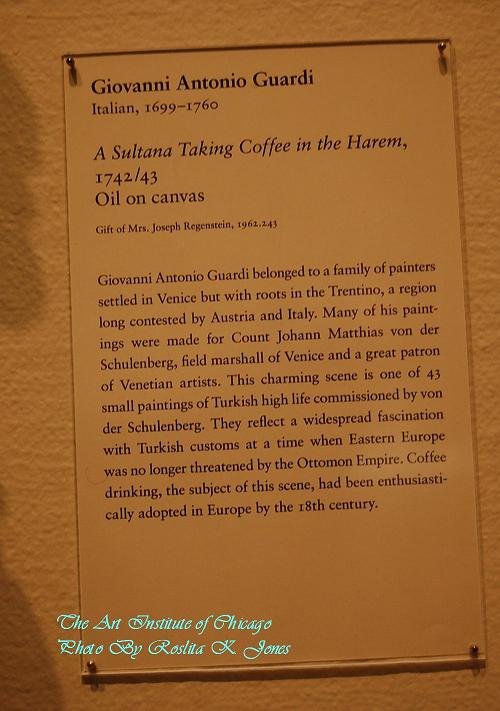 Giovanni Antonio Guardi
Italian, 1699–1760
A Sultana Taking Coffee in the Harem,
1742/43
Oil on canvas
Gift of Mrs. Joseph Regenstein, 1962.243
Giovanni Antonio Guardi belonged to a family of painters
settled in Venice but with roots in the Trentino, a region
long contested by Austria and Italy. Many of his paint-
ings were made for Count Johann Matthias von der
Schulenberg, field marshall of Venice and a great patron
of Venetian artists. This charming scene is one of 43
small paintings of Turkish high life commissioned by von
der Schulenberg. They reflect a widespread fascination
with Turkish customs at a time when Eastern Europe
was no longer threatened by the Ottomon Empire. Coffee
drinking, the subject of this scene, had been enthusiasti-
cally adopted in Europe by the 18th century.
The Art Institute of Chicago
Photo By Roslita K Jones